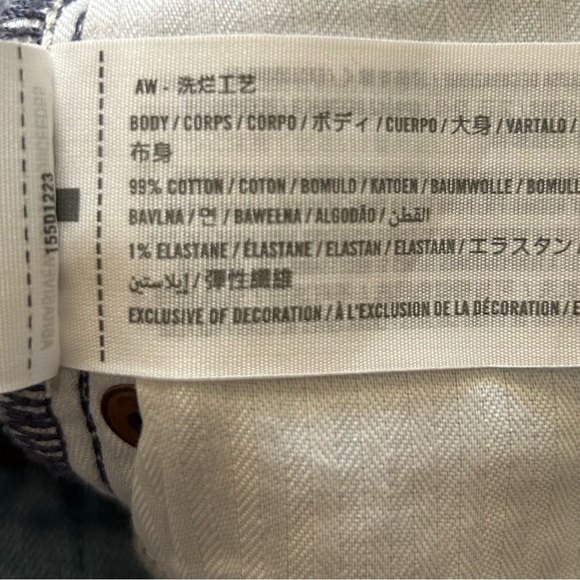 AW - 洗烂工艺
BODY / CORPS / CORPO / ボディ / CUERPO / 大身 / VARTALO /
布身
99% COTTON / COTON / BOMULD / KATOEN / BAUMWOLLE / BOMULL
BAVLNA / 면 / BAWEŁNA / ALGODÃO / القطن
1% ELASTANE / ÉLASTANE / ELASTAN / ELASTAAN / エラスタン /
إيلاستين / 彈性纖維
EXCLUSIVE OF DECORATION / À L'EXCLUSION DE LA DÉCORATION / E
155D1223